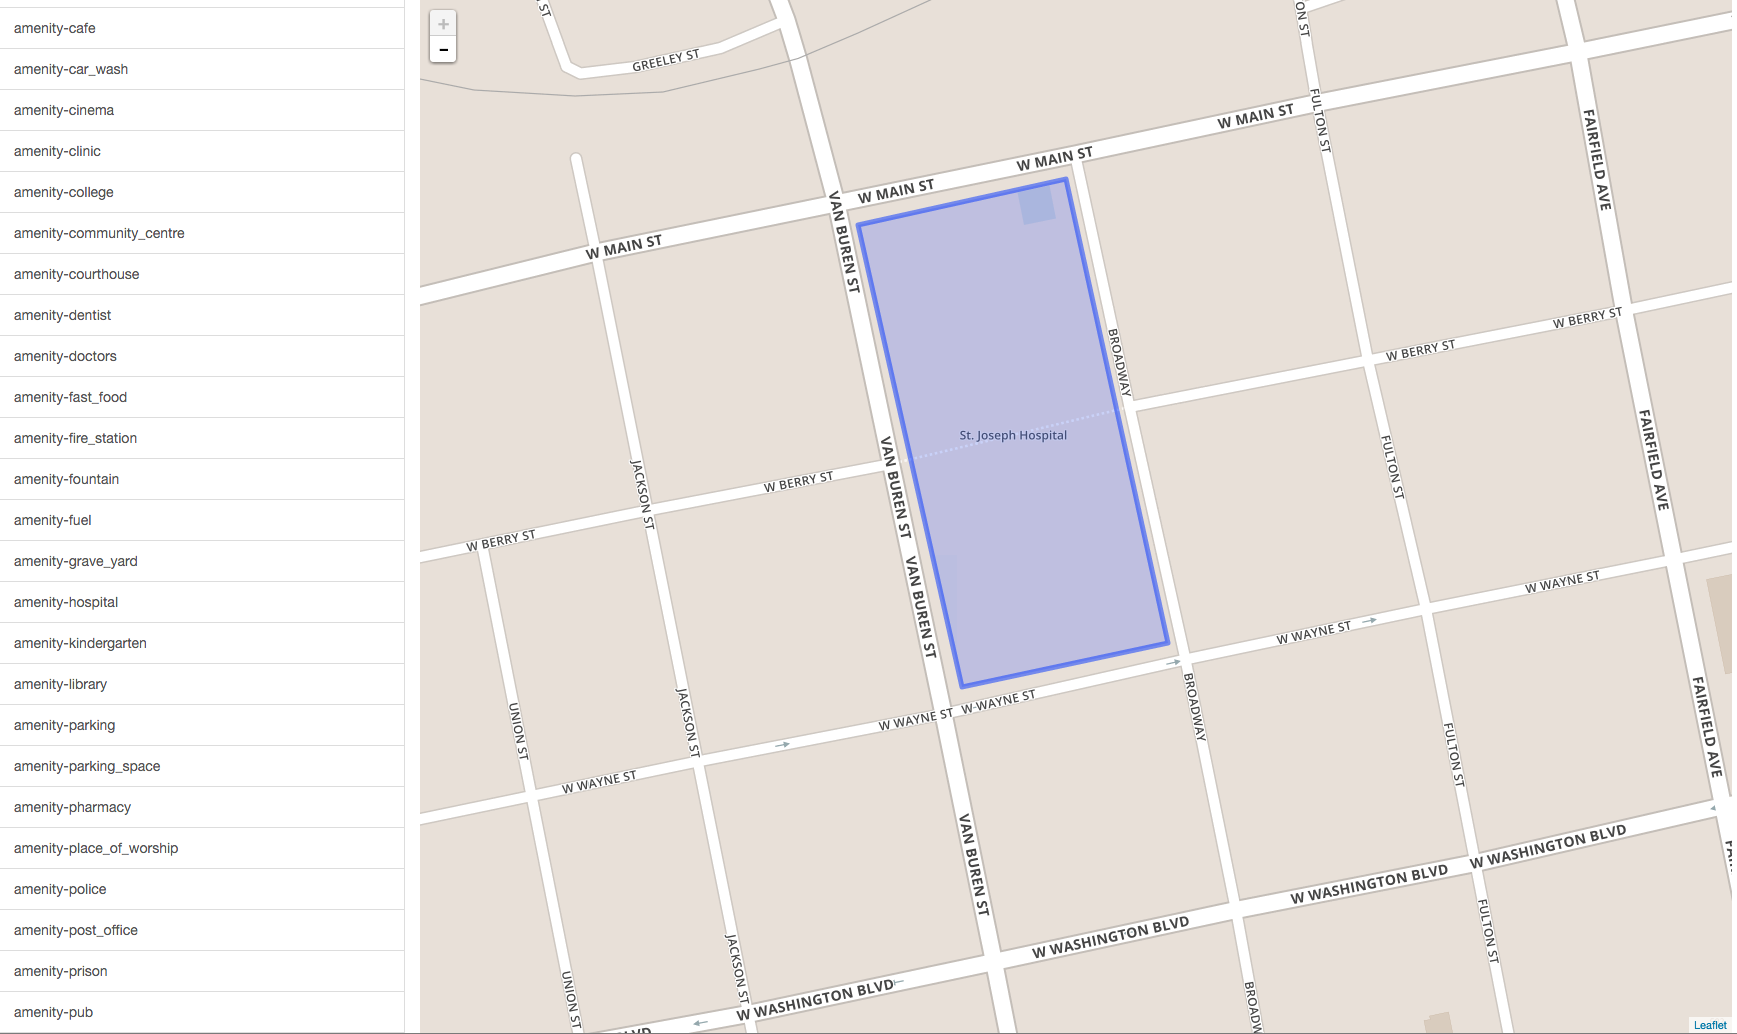 amenity-cafe
amenity-car_wash
amenity-cinema
amenity-clinic
amenity-college
amenity-community_centre
amenity-courthouse
amenity-dentist
amenity-doctors
amenity-fast_food
amenity-fire_station
amenity-fountain
amenity-fuel
amenity-grave_yard
amenity-hospital
amenity-kindergarten
amenity-library
amenity-parking
amenity-parking_space
amenity-pharmacy
amenity-place_of_worship
amenity-police
amenity-post_office
amenity-prison
amenity-pub
+
-
ST
GREELEY ST
ON ST
W MAIN ST
FULTON ST
FAIRFIELD AVE
W MAIN ST
W MAIN ST
W MAIN ST
VAN BUREN ST
BROADWAY
W BERRY ST
W BERRY ST
St. Joseph Hospital
VAN BUREN ST
FULTON ST
FAIRFIELD AVE
JACKSON ST
W BERRY ST
W BERRY ST
VAN BUREN ST
W WAYNE ST
W WAYNE ST
W WAYNE ST
W WAYNE ST
BROADWAY
FULTON ST
FAIRFIELD AVE
UNION ST
JACKSON ST
W WAYNE ST
VAN BUREN ST
W WASHINGTON BLVD
W WASHINGTON BLVD
W WASHINGTON BLVD
FULTON ST
JACKSON ST
UNION ST
W WASHINGTON BLVD
BROADW
LVD
Leaflet